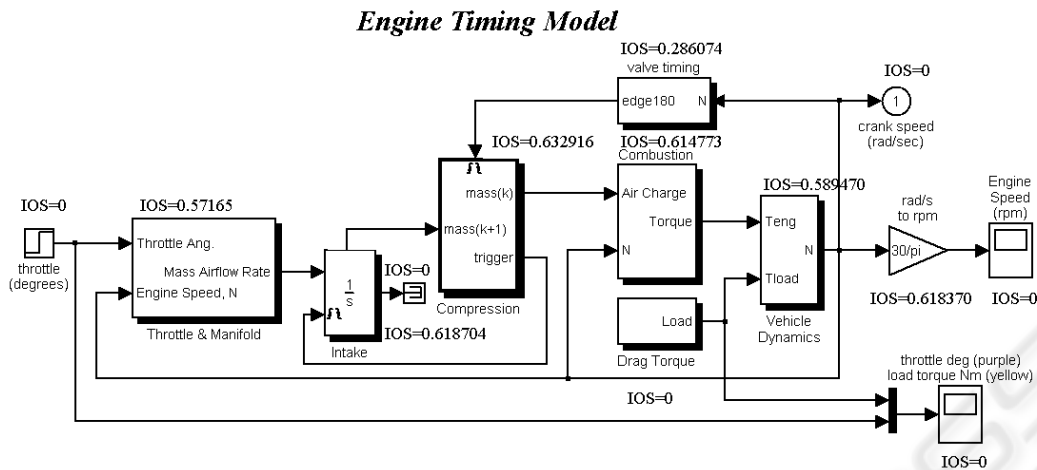 Engine Timing Model
IOS=0.286074
valve timing
edge180 N
IOS=0
1
crank speed
(rad/sec)
IOS=0.632916
IOS=0.614773
Combustion
mass(k)
mass(k+1)
trigger
Compression
Air Charge
Torque
N
IOS=0.589470
Teng
N
Tload
Vehicle
Dynamics
rad/s
to rpm
30/pi
IOS=0.618370
Engine
Speed
(rpm)
IOS=0
IOS=0
throttle
(degrees)
IOS=0.57165
Throttle Ang.
Mass Airflow Rate
Engine Speed, N
Throttle & Manifold
1
s
Intake
IOS=0
IOS=0.618704
Load
Drag Torque
IOS=0
throttle deg (purple)
load torque Nm (yellow)
IOS=0